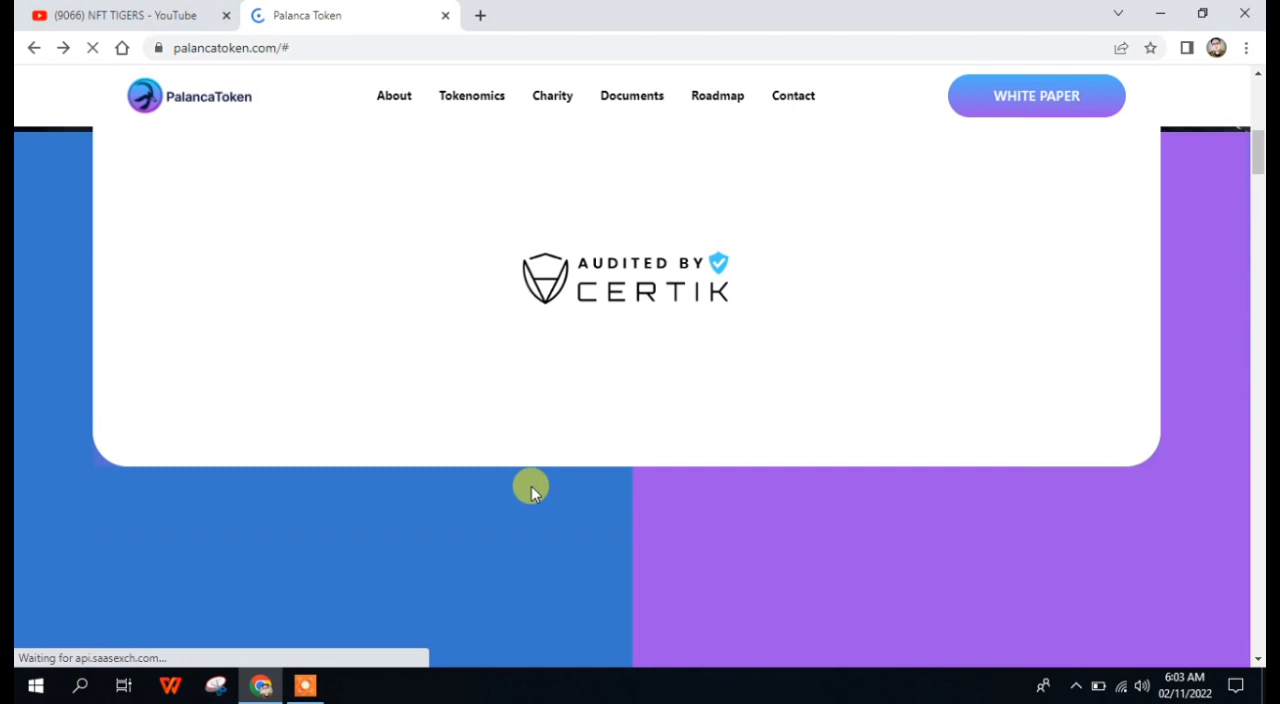 (9066) NFT TIGERS - YouTube
Palanca Token
palancatoken.com/#
PalancaToken
About
Tokenomics
Charity
Documents
Roadmap
Contact
WHITE PAPER
AUDITED BY
CERTIK
Waiting for api.saasexch.com...
6:03 AM
02/11/2022